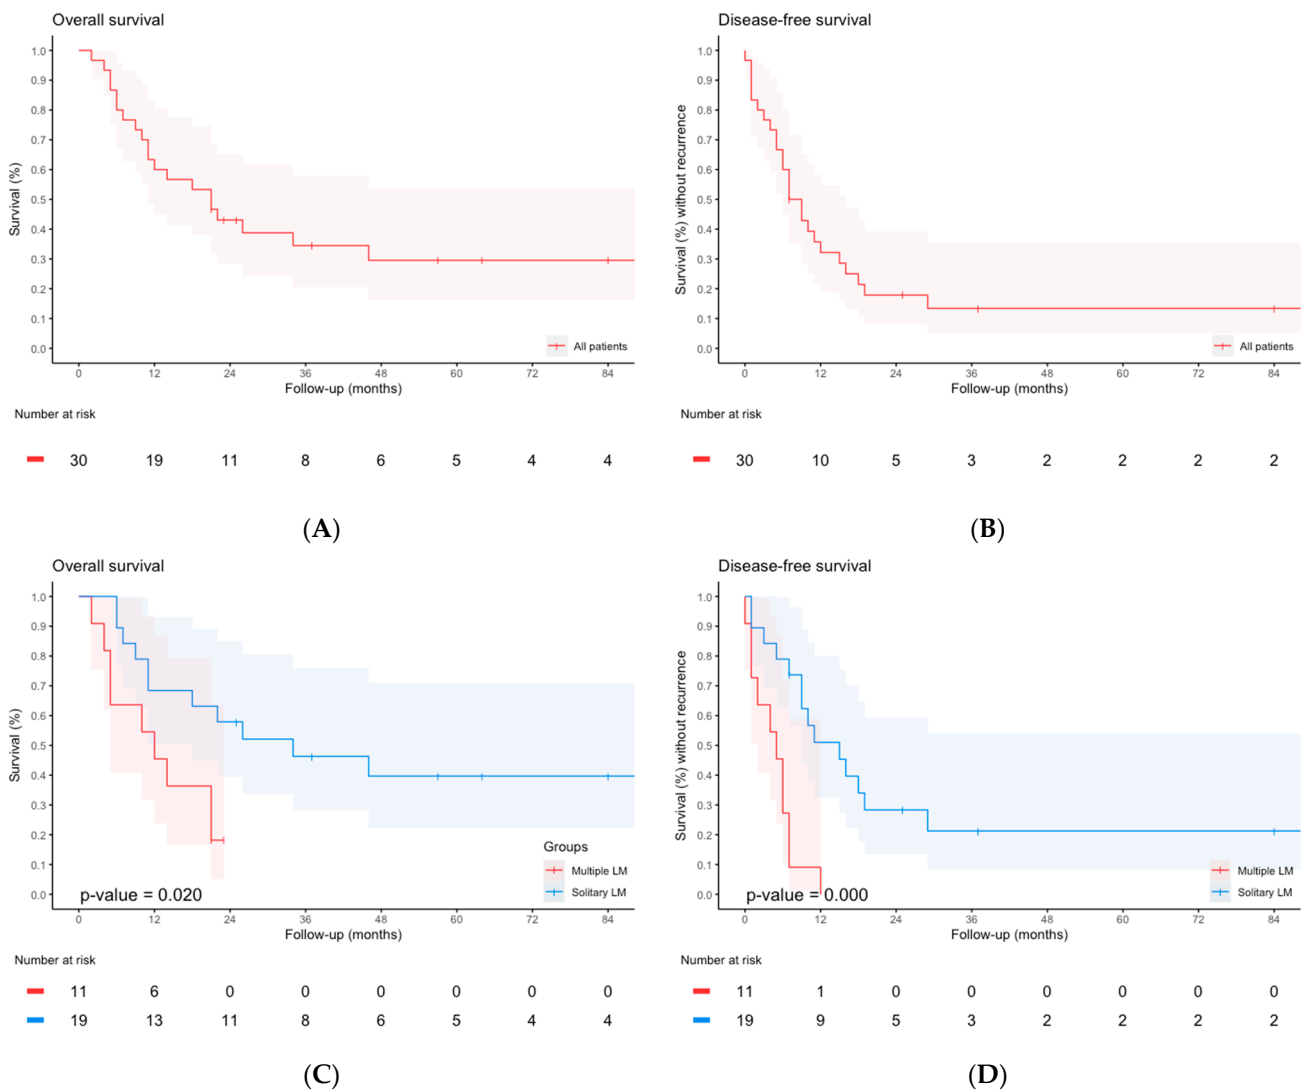 Overall survival
Survival (%)
1.0
0.9
0.8
0.7
0.6
0.5
0.4
0.3
0.2
0.1
0.0
All patients
0 12 24 36 48 60 72 84
Follow-up (months)
Number at risk
30 19 11 8 6 5 4 4
(A)
Disease-free survival
Survival (%) without recurrence
1.0
0.9
0.8
0.7
0.6
0.5
0.4
0.3
0.2
0.1
0.0
All patients
0 12 24 36 48 60 72 84
Follow-up (months)
Number at risk
30 10 5 3 2 2 2 2
(B)
Overall survival
Survival (%)
1.0
0.9
0.8
0.7
0.6
0.5
0.4
0.3
0.2
0.1
0.0
Groups
Multiple LM
Solitary LM
p-value = 0.020
0 12 24 36 48 60 72 84
Follow-up (months)
Number at risk
11 6 0 0 0 0 0 0
19 13 11 8 6 5 4 4
(C)
Disease-free survival
Survival (%) without recurrence
1.0
0.9
0.8
0.7
0.6
0.5
0.4
0.3
0.2
0.1
0.0
Multiple LM
Solitary LM
p-value = 0.000
0 12 24 36 48 60 72 84
Follow-up (months)
Number at risk
11 1 0 0 0 0 0 0
19 9 5 3 2 2 2 2
(D)